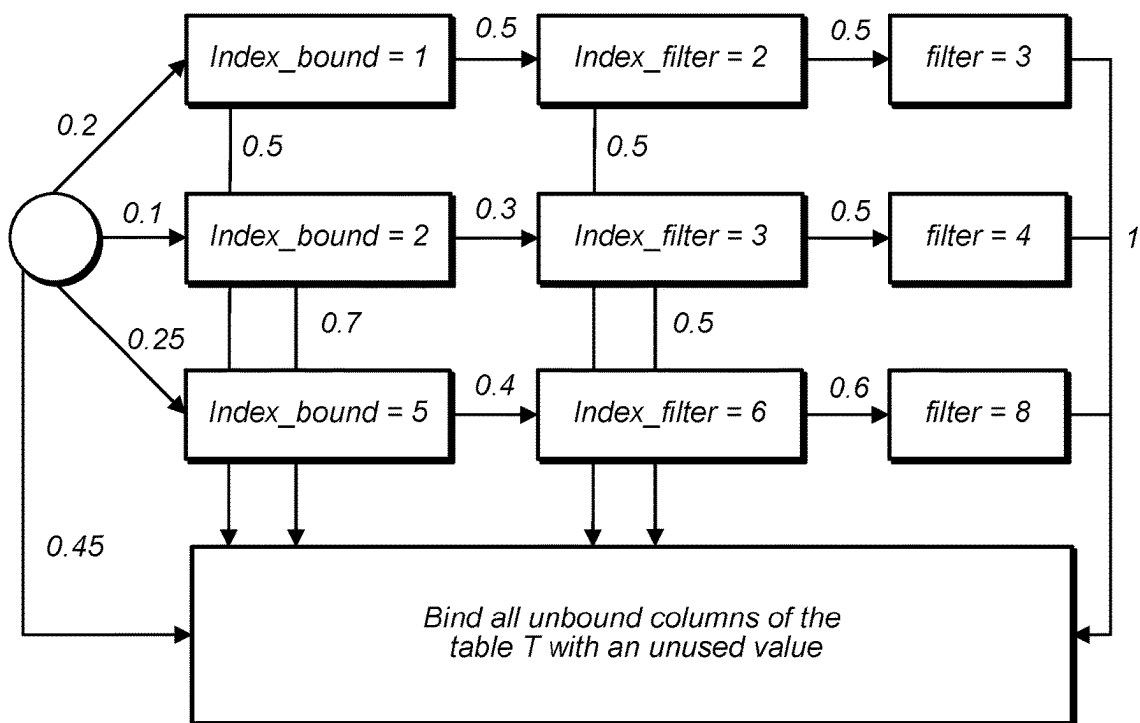 0.5
0.5
Index_bound = 1
Index_filter = 2
filter = 3
0.2
0.5
0.5
0.1
0.3
0.5
Index_bound = 2
Index_filter = 3
filter = 4
1
0.25
0.7
0.5
0.4
0.6
Index_bound = 5
Index_filter = 6
filter = 8
0.45
Bind all unbound columns of the
table T with an unused value